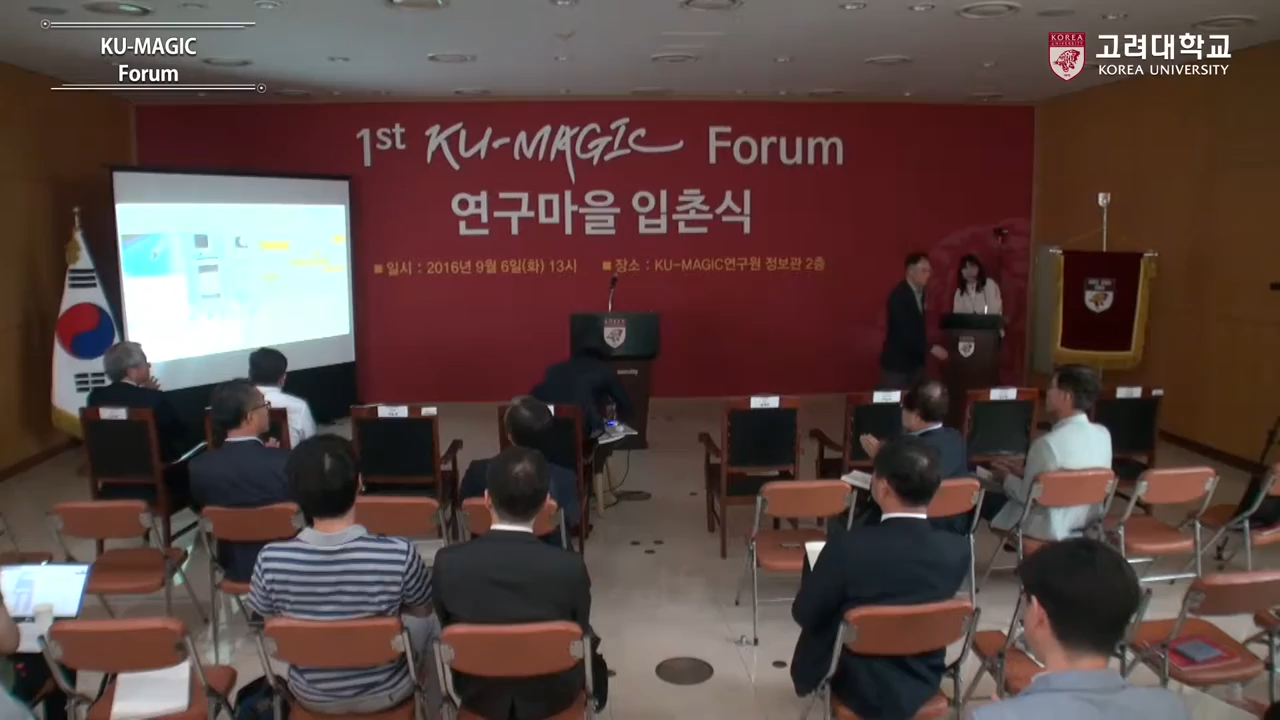 KU-MAGIC
Forum
KOREA
UNIVERSITY
고려대학교
KOREA UNIVERSITY
1st KU-MAGIC Forum
연구마을 입촌식
■ 일시 : 2016년 9월 6일(화) 13시 ■ 장소 : KU-MAGIC연구원 정보관 2층